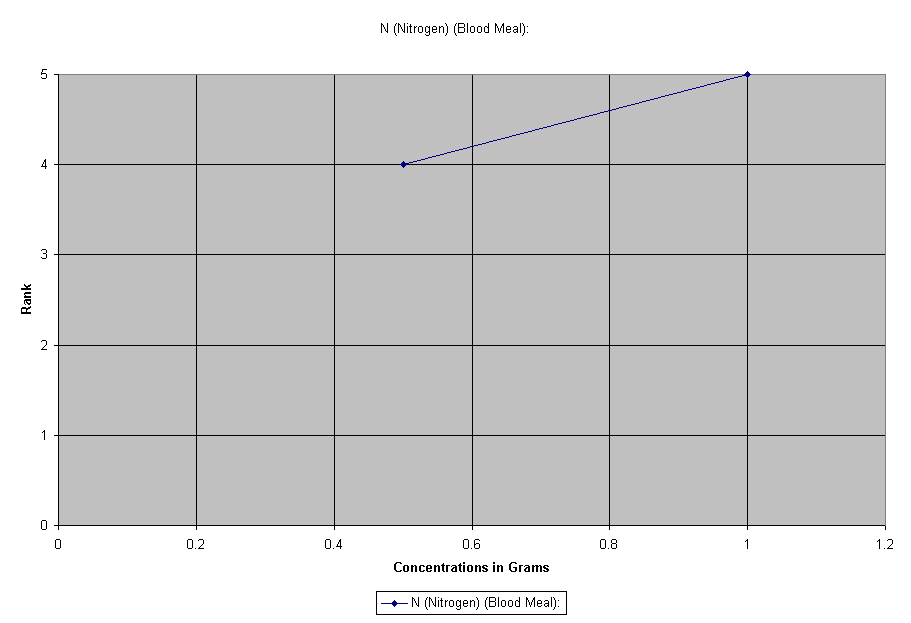 N (Nitrogen) (Blood Meal):
5
4
3
2
1
0
Rank
0 0.2 0.4 0.6 0.8 1 1.2
Concentrations in Grams
N (Nitrogen) (Blood Meal):